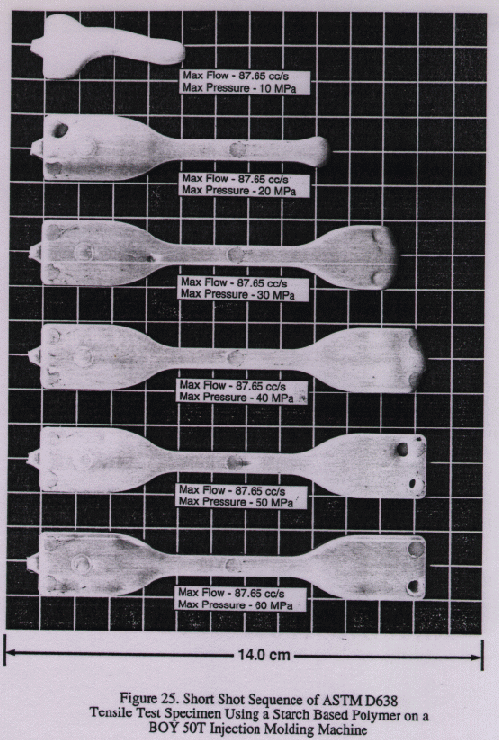 Max Flow - 87.65 cc/s
Max Pressure - 10 MPa
Max Flow - 87.65 cc/s
Max Pressure - 20 MPa
Max Flow - 87.65 cc/s
Max Pressure - 30 MPa
Max Flow - 87.65 cc/s
Max Pressure - 40 MPa
Max Flow - 87.65 cc/s
Max Pressure - 50 MPa
Max Flow - 87.65 cc/s
Max Pressure - 60 MPa
14.0 cm
Figure 25. Short Shot Sequence of ASTM D638
Tensile Test Specimen Using a Starch Based Polymer on a
BOY 50T Injection Molding Machine